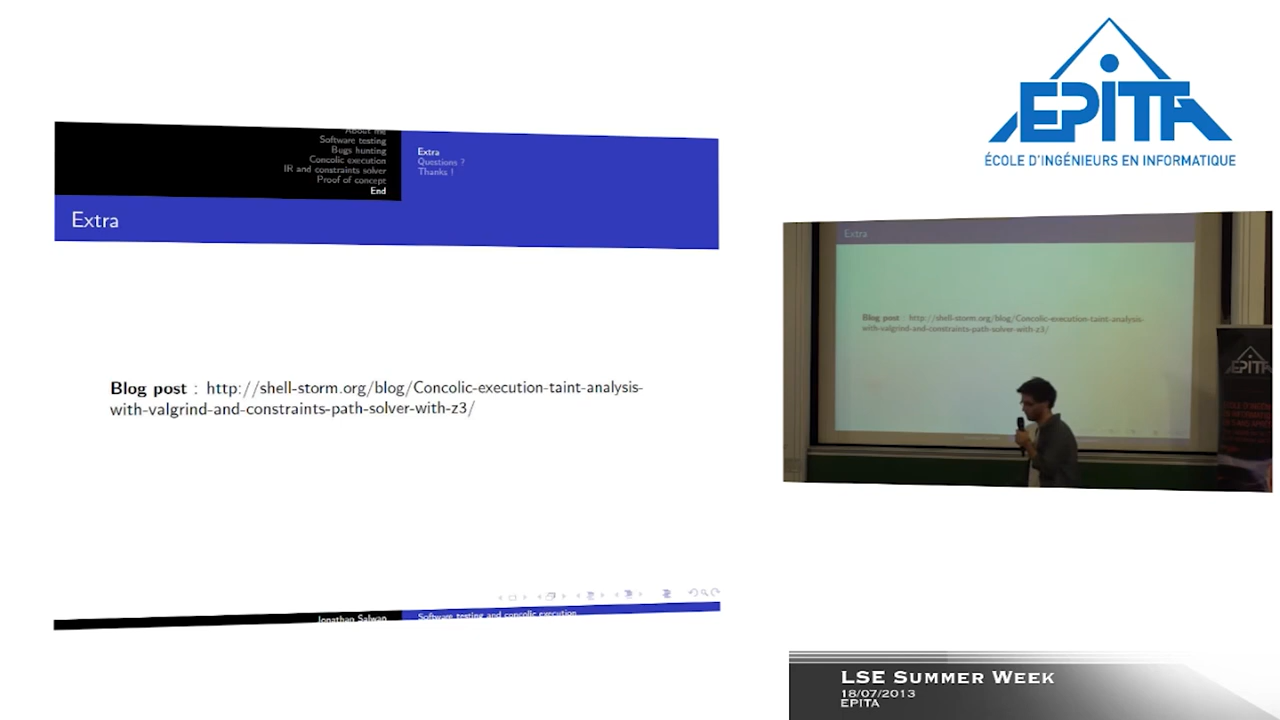 About me
Software testing
Bugs hunting
Concolic execution
IR and constraints solver
Proof of concept
End
Extra
Questions ?
Thanks !
Extra
Blog post : http://shell-storm.org/blog/Concolic-execution-taint-analysis-
with-valgrind-and-constraints-path-solver-with-z3/
Jonathan Salwan
Software testing and concolic execution
EPITA
ÉCOLE D'INGÉNIEURS EN INFORMATIQUE
Extra
Blog post : http://shell-storm.org/blog/Concolic-execution-taint-analysis-
with-valgrind-and-constraints-path-solver-with-z3/
EPITA
LSE SUMMER WEEK
18/07/2013
EPITA